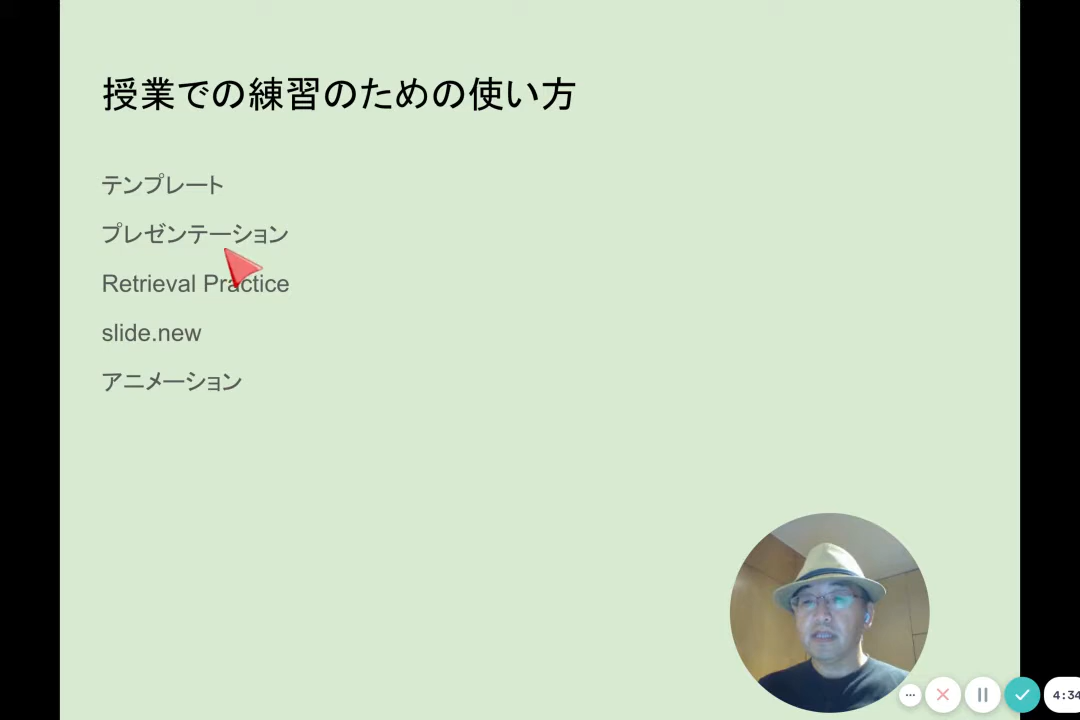 授業での練習のための使い方
テンプレート
プレゼンテーション
Retrieval Practice
slide.new
アニメーション
4:34